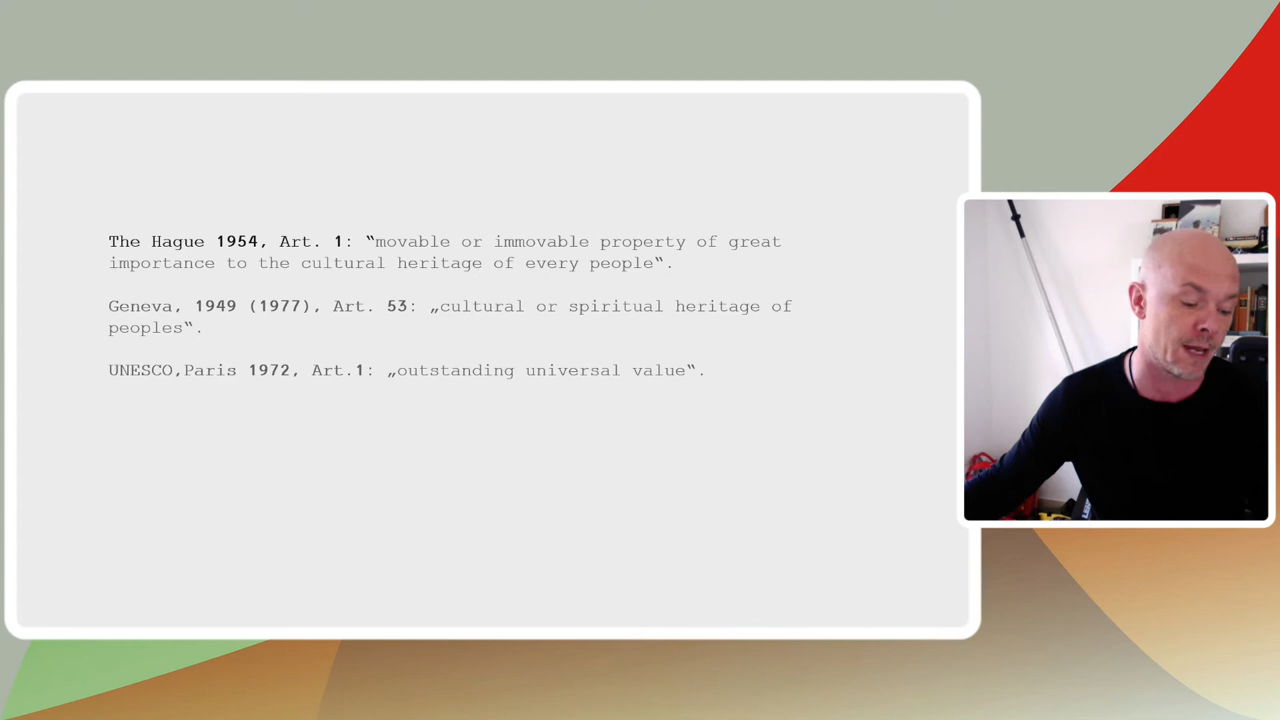 The Hague 1954, Art. 1: “movable or immovable property of great
importance to the cultural heritage of every people“.
Geneva, 1949 (1977), Art. 53: „cultural or spiritual heritage of
peoples“.
UNESCO,Paris 1972, Art.1: „outstanding universal value“.